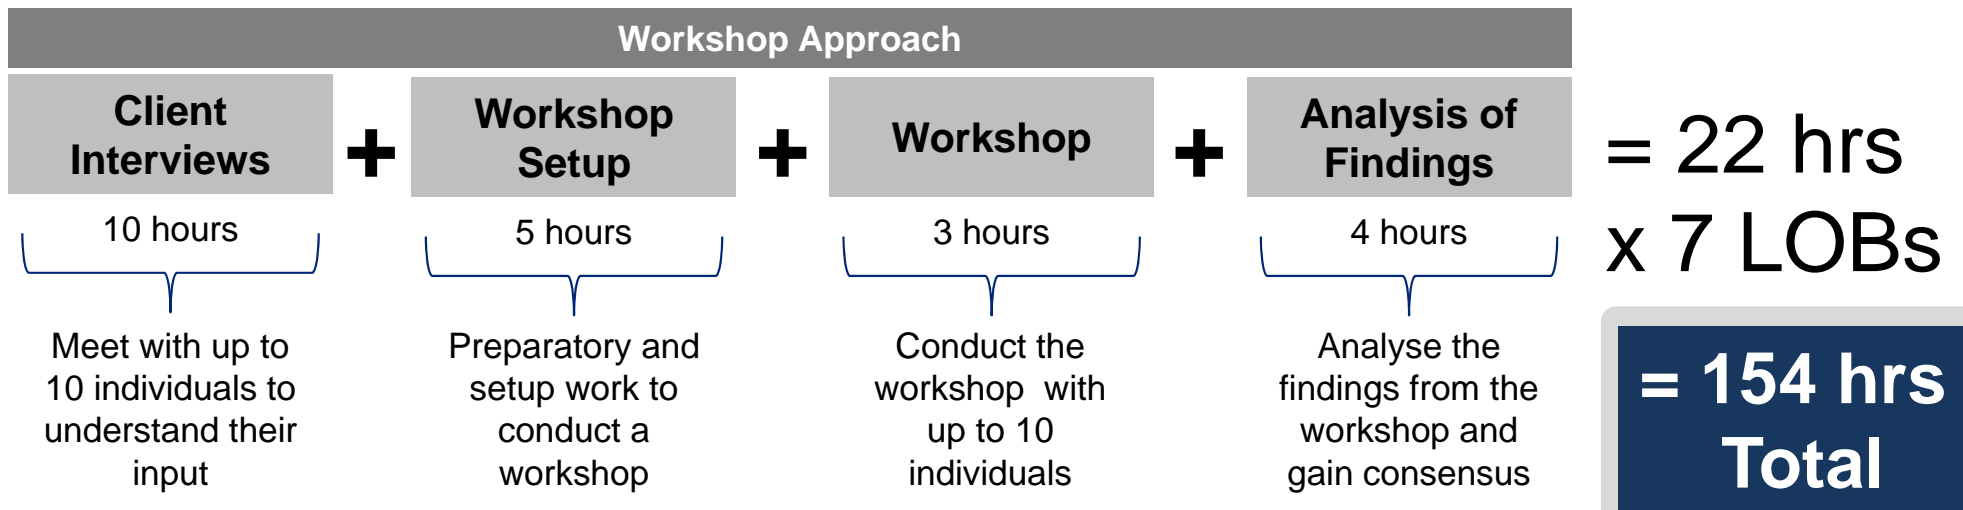 Workshop Approach
Client
Interviews
+
Workshop
Setup
+
Workshop
+
Analysis of
Findings
= 22 hrs
x 7 LOBs
= 154 hrs
Total
10 hours
Meet with up to
10 individuals to
understand their
input
5 hours
Preparatory and
setup work to
conduct a
workshop
3 hours
Conduct the
workshop with
up to 10
individuals
4 hours
Analyse the
findings from the
workshop and
gain consensus